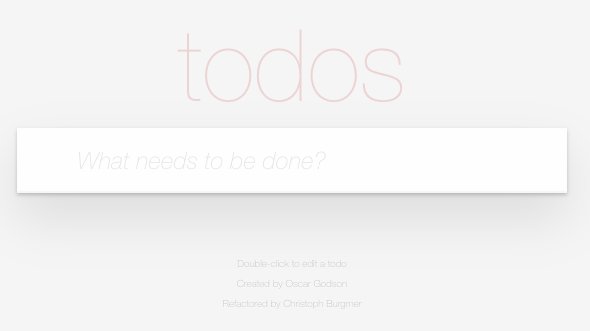 todos
What needs to be done?
Double-click to edit a todo
Created by Oscar Godson
Refactored by Christoph Burgmer